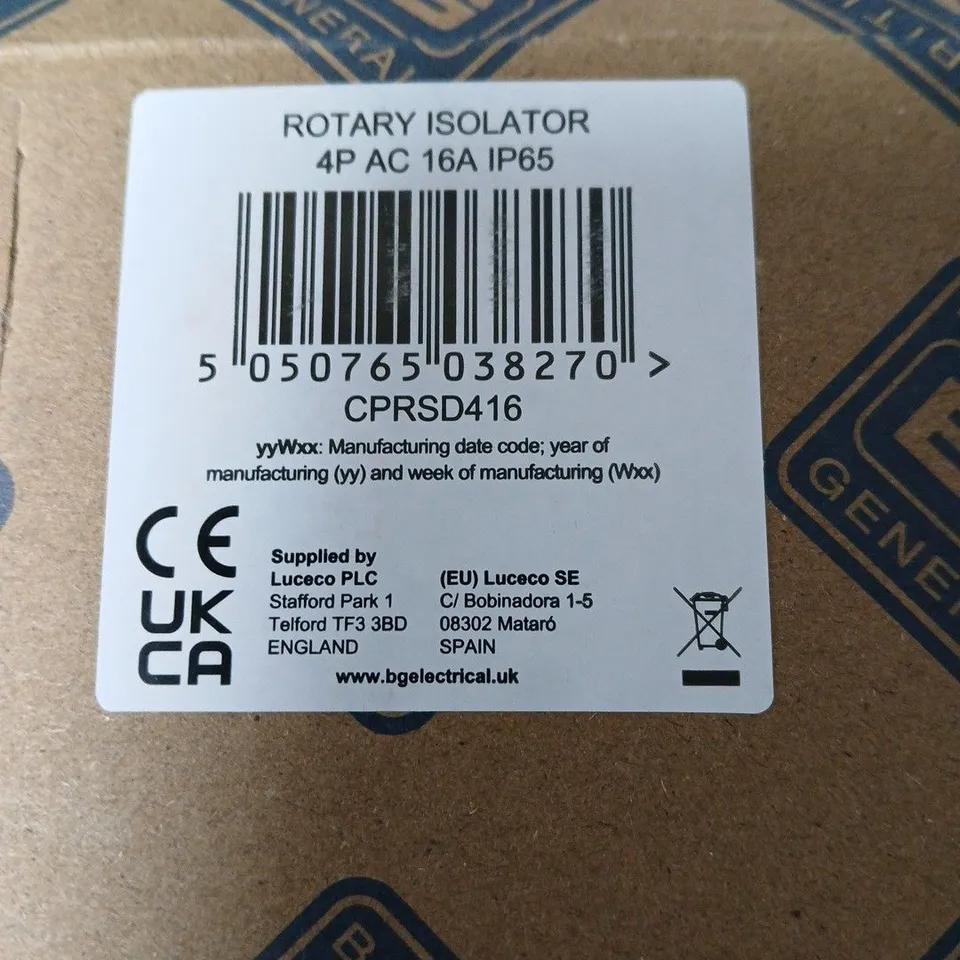 GENERAL
BRITI
ROTARY ISOLATOR
4P AC 16A IP65
5 050765 038270 >
CPRSD416
yyWxx: Manufacturing date code; year of
manufacturing (yy) and week of manufacturing (Wxx)
CE
UK
CA
Supplied by
Luceco PLC
Stafford Park 1
Telford TF3 3BD
ENGLAND
(EU) Luceco SE
C/ Bobinadora 1-5
08302 Mataró
SPAIN
www.bgelectrical.uk
GENER
B